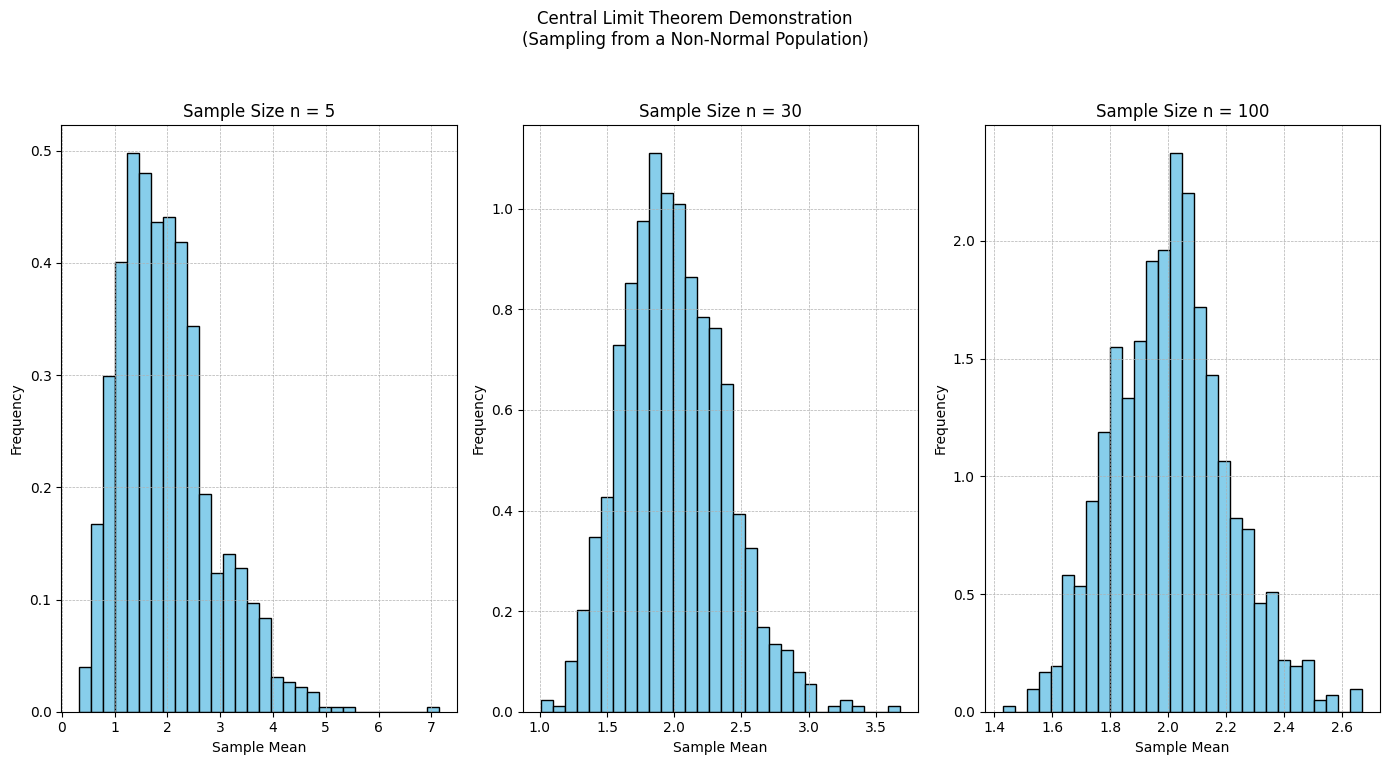 Central Limit Theorem Demonstration
(Sampling from a Non-Normal Population)
Sample Size n = 5
0.5
0.4
0.3
0.2
0.1
0.0
Frequency
0 1 2 3 4 5 6 7
Sample Mean
Sample Size n = 30
1.0
0.8
0.6
0.4
0.2
0.0
Frequency
1.0 1.5 2.0 2.5 3.0 3.5
Sample Mean
Sample Size n = 100
2.0
1.5
1.0
0.5
0.0
Frequency
1.4 1.6 1.8 2.0 2.2 2.4 2.6
Sample Mean